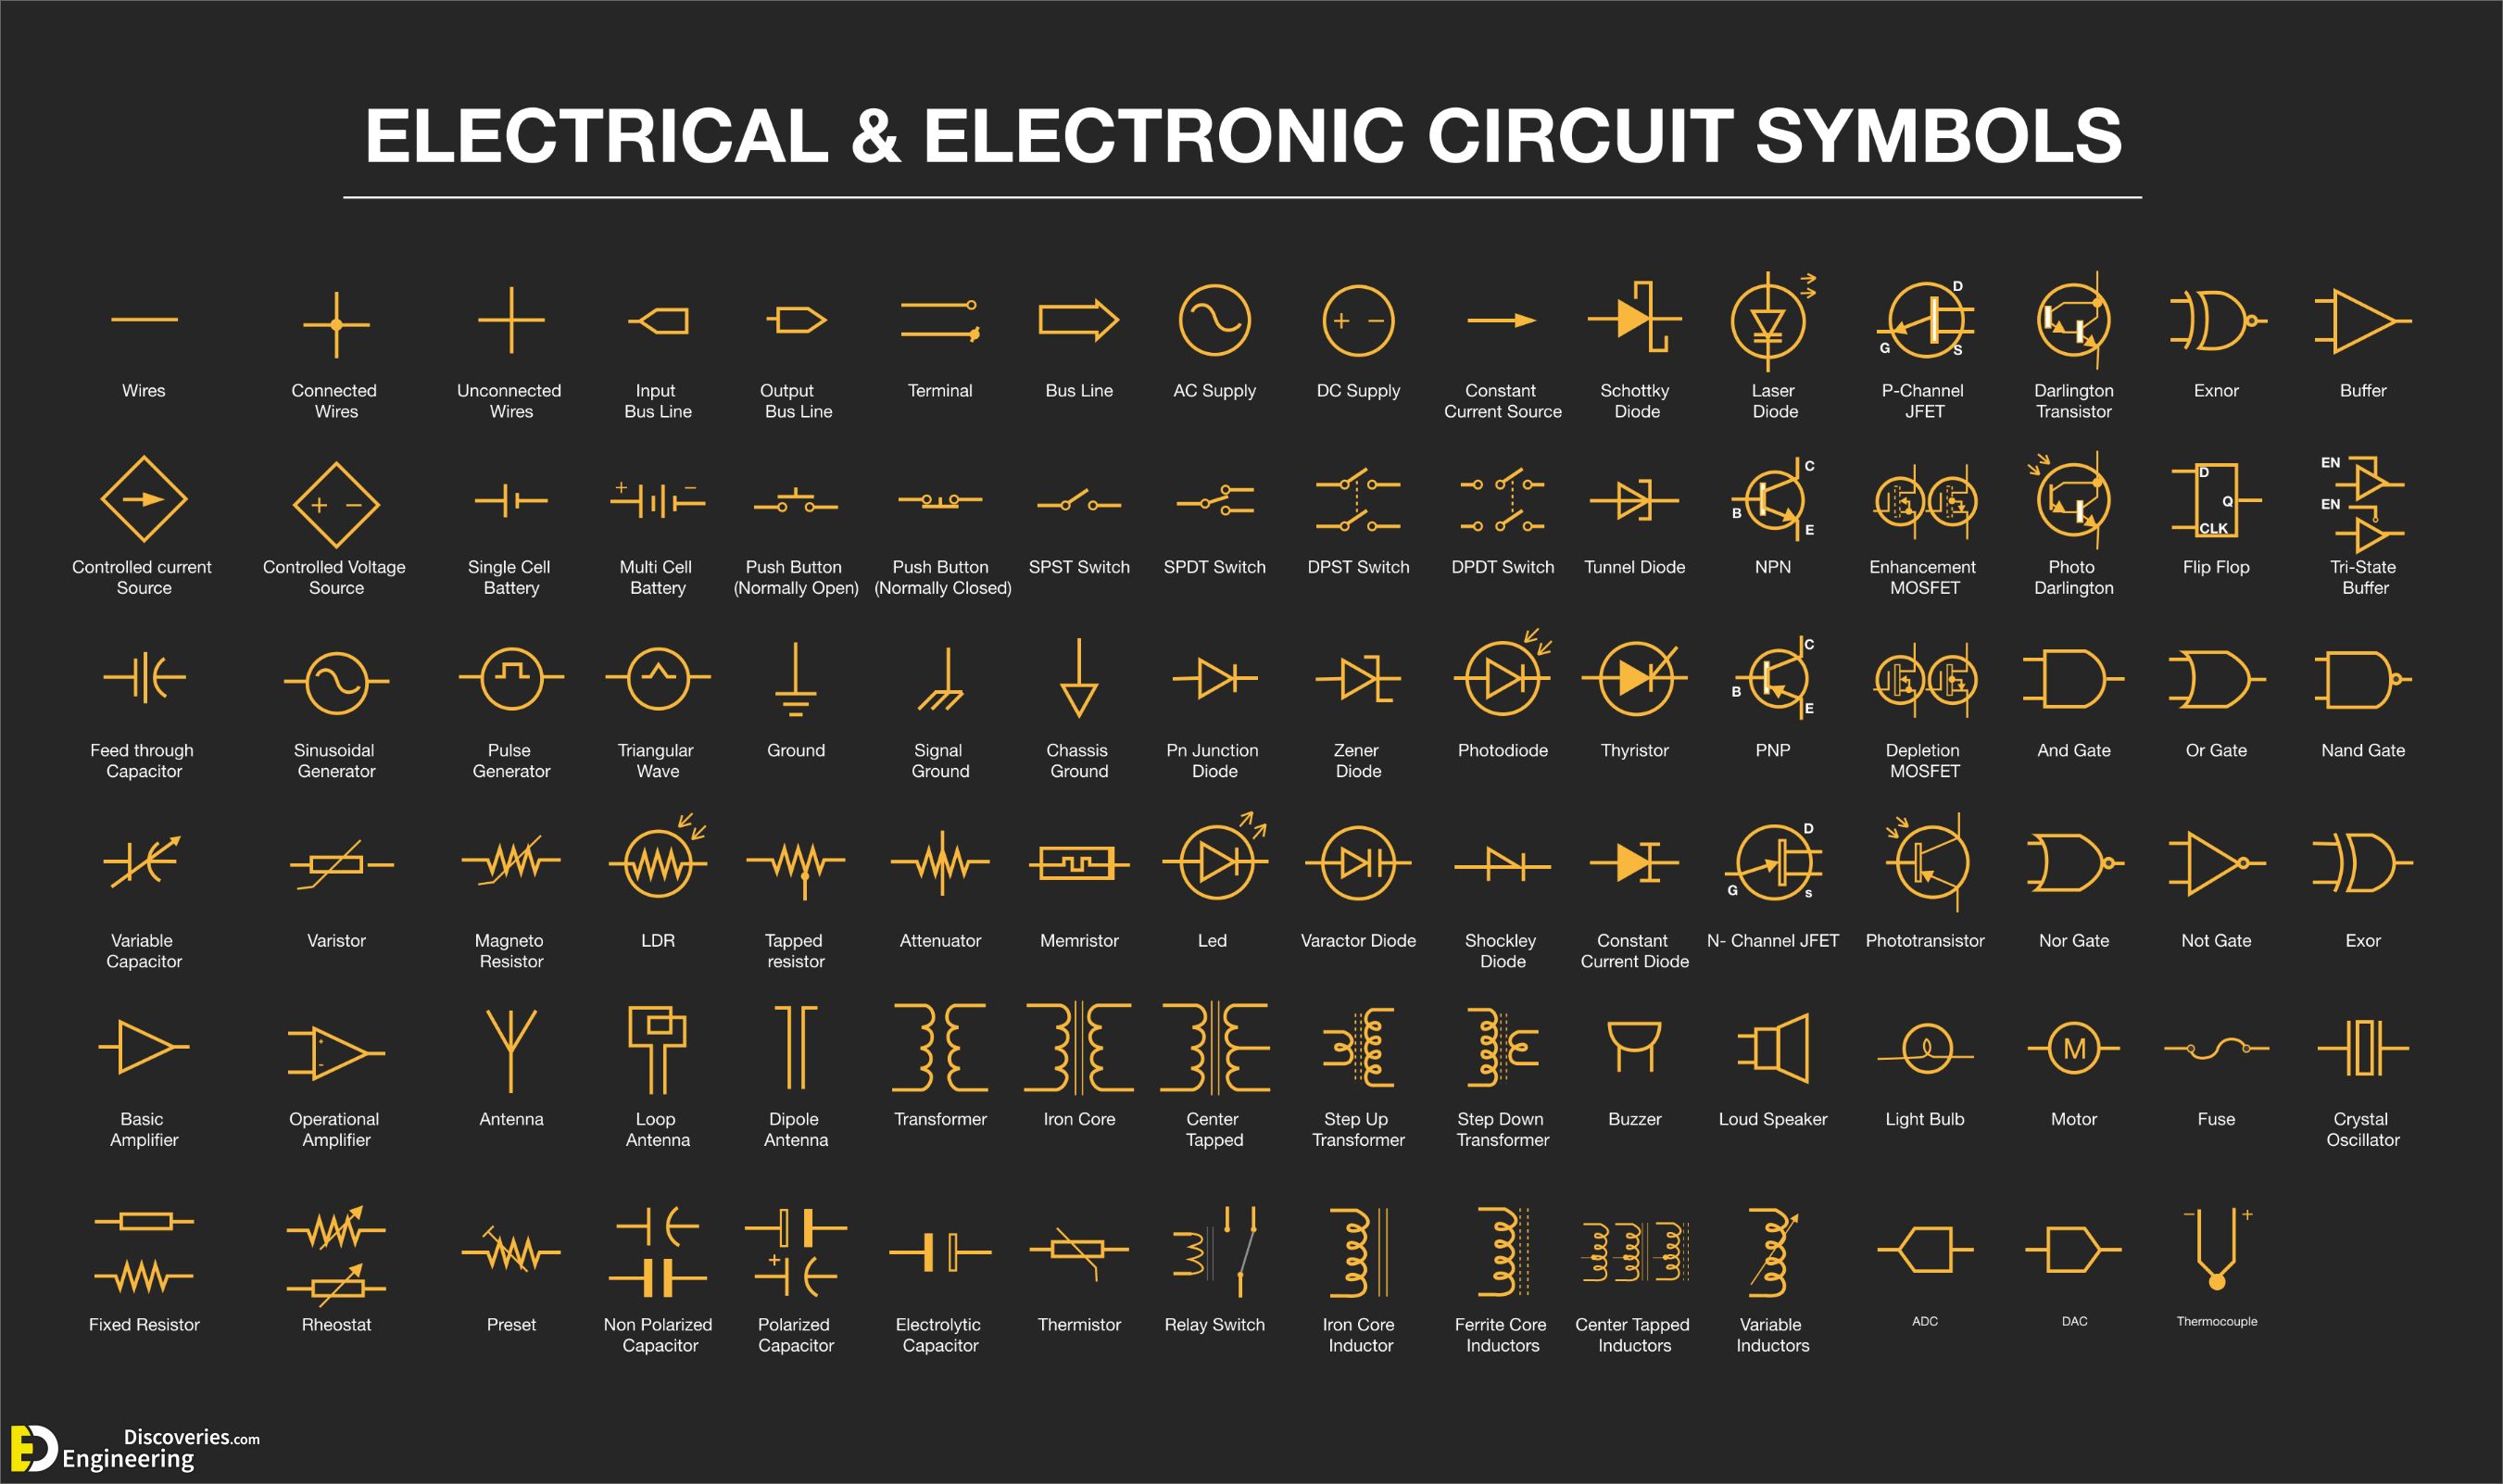 ELECTRICAL & ELECTRONIC CIRCUIT SYMBOLS
Wires
Connected
Wires
Unconnected
Wires
Input
Bus Line
Output
Bus Line
Terminal
Bus Line
AC Supply
+ −
DC Supply
Constant
Current Source
Schottky
Diode
Laser
Diode
D
G
S
P-Channel
JFET
Darlington
Transistor
Exnor
Buffer
Controlled current
Source
+ −
Controlled Voltage
Source
Single Cell
Battery
+ −
Multi Cell
Battery
Push Button
(Normally Open)
Push Button
(Normally Closed)
SPST Switch
SPDT Switch
DPST Switch
DPDT Switch
Tunnel Diode
C
B
E
NPN
Enhancement
MOSFET
Photo
Darlington
D
Q
CLK
Flip Flop
EN
EN
Tri-State
Buffer
Feed through
Capacitor
Sinusoidal
Generator
Pulse
Generator
Triangular
Wave
Ground
Signal
Ground
Chassis
Ground
Pn Junction
Diode
Zener
Diode
Photodiode
Thyristor
C
B
E
PNP
Depletion
MOSFET
And Gate
Or Gate
Nand Gate
Variable
Capacitor
Varistor
Magneto
Resistor
LDR
Tapped
resistor
Attenuator
Memristor
Led
Varactor Diode
Shockley
Diode
Constant
Current Diode
D
G
s
N- Channel JFET
Phototransistor
Nor Gate
Not Gate
Exor
Basic
Amplifier
+
-
Operational
Amplifier
Antenna
Loop
Antenna
Dipole
Antenna
Transformer
Iron Core
Center
Tapped
Step Up
Transformer
Step Down
Transformer
Buzzer
Loud Speaker
Light Bulb
M
Motor
Fuse
Crystal
Oscillator
Fixed Resistor
Rheostat
Preset
Non Polarized
Capacitor
+
Polarized
Capacitor
Electrolytic
Capacitor
Thermistor
Relay Switch
Iron Core
Inductor
Ferrite Core
Inductors
Center Tapped
Inductors
Variable
Inductors
ADC
DAC
− +
Thermocouple
ED
Discoveries.com
Engineering